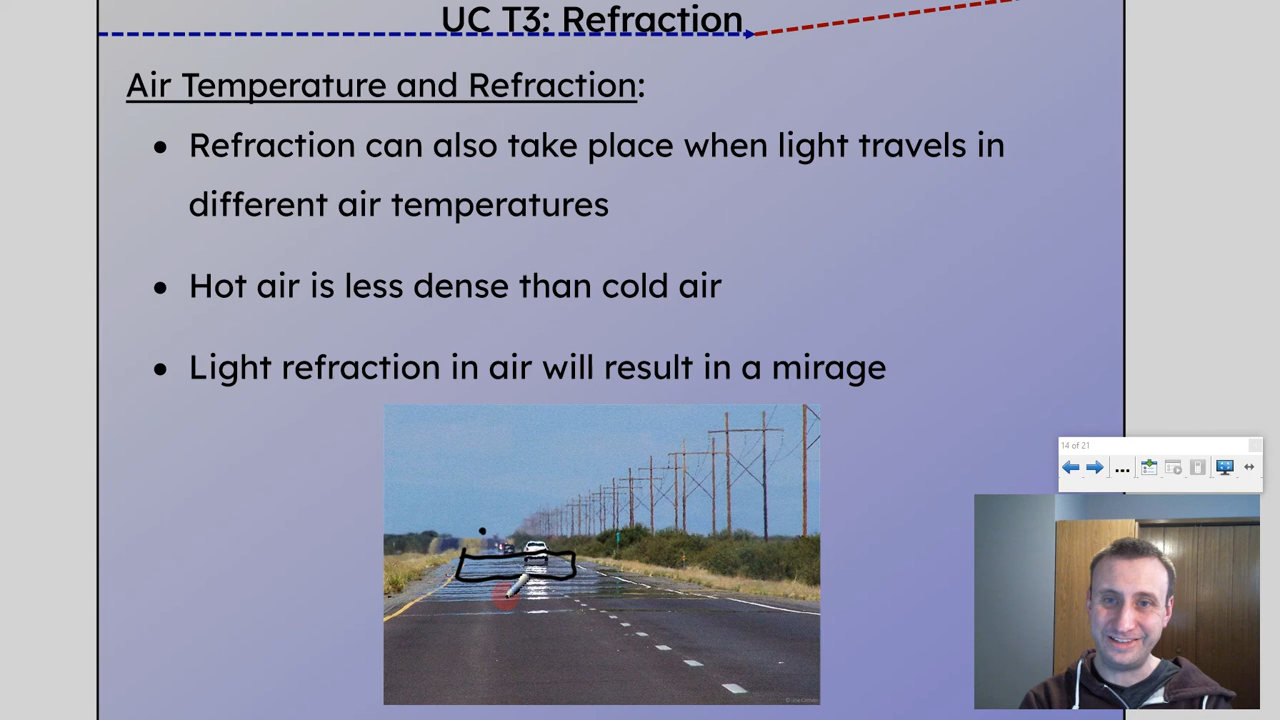 UC T3: Refraction
Air Temperature and Refraction:
• Refraction can also take place when light travels in
different air temperatures
• Hot air is less dense than cold air
• Light refraction in air will result in a mirage
14 of 21